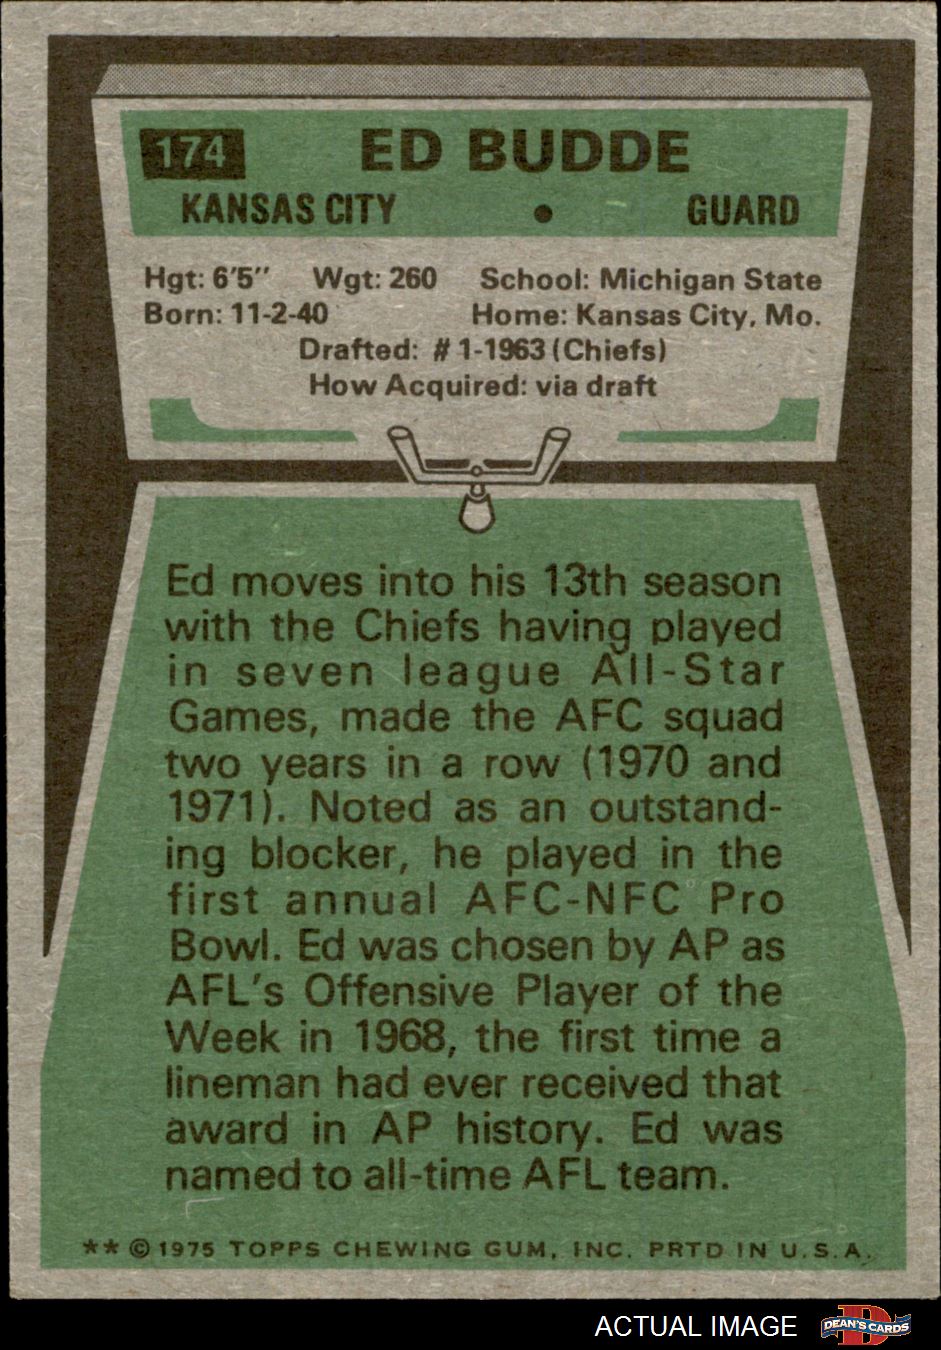 174 ED BUDDE
KANSAS CITY • GUARD
Hgt: 6'5" Wgt: 260 School: Michigan State
Born: 11-2-40 Home: Kansas City, Mo.
Drafted: #1-1963 (Chiefs)
How Acquired: via draft
Ed moves into his 13th season
with the Chiefs having played
in seven league All-Star
Games, made the AFC squad
two years in a row (1970 and
1971). Noted as an outstand-
ing blocker, he played in the
first annual AFC-NFC Pro
Bowl. Ed was chosen by AP as
AFL's Offensive Player of the
Week in 1968, the first time a
lineman had ever received that
award in AP history. Ed was
named to all-time AFL team.
** © 1975 TOPPS CHEWING GUM, INC. PRTD IN U.S.A.
ACTUAL IMAGE D DEAN'S CARDS